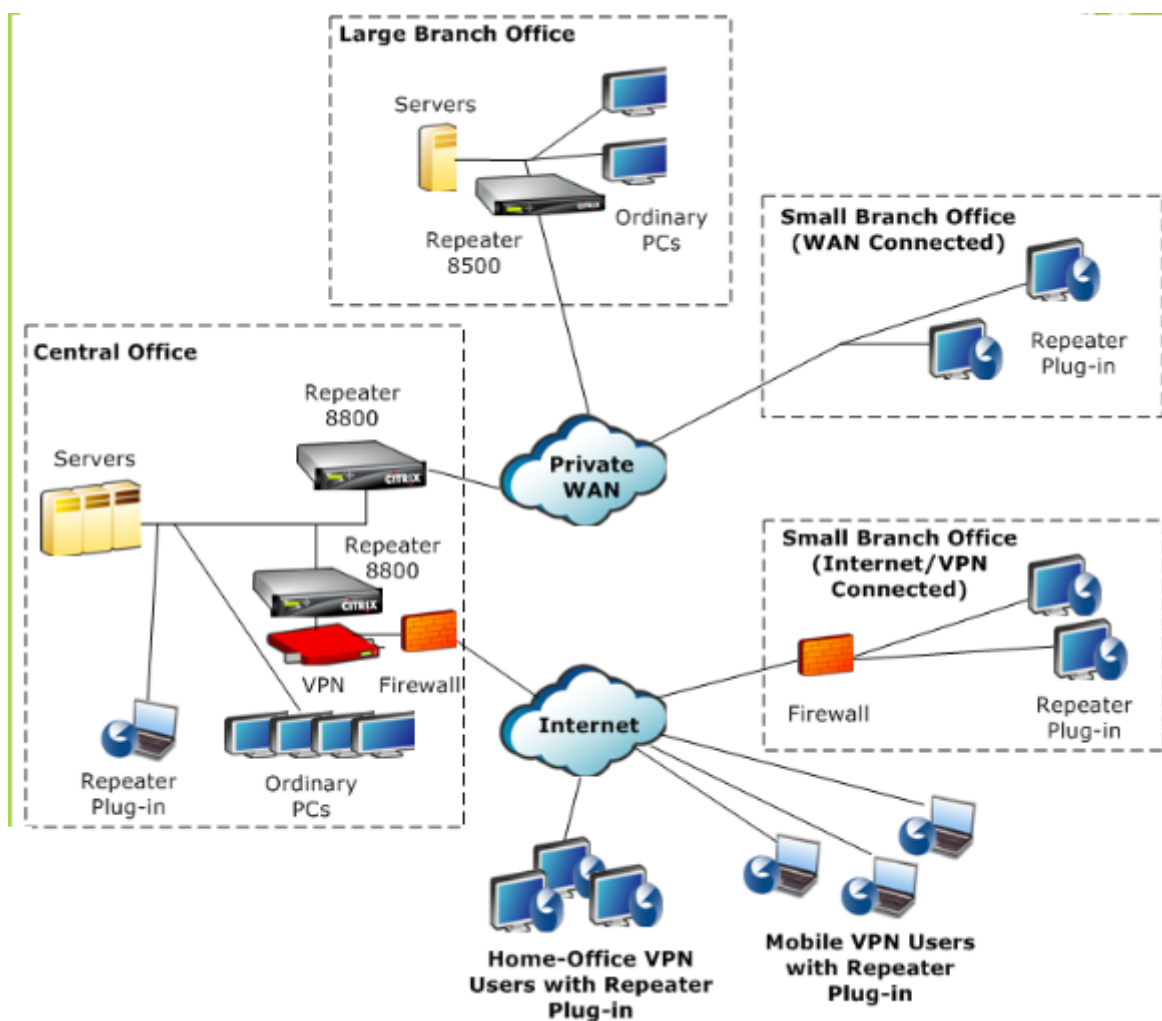 Large Branch Office
Servers
CITRIX
Repeater
8500
Ordinary
PCs
Small Branch Office
(WAN Connected)
Repeater
Plug-in
Central Office
Repeater
8800
CITRIX
Servers
Private
WAN
Repeater
8800
CITRIX
VPN
Firewall
Repeater
Plug-in
Ordinary
PCs
Small Branch Office
(Internet/VPN
Connected)
Firewall
Repeater
Plug-in
Internet
Home-Office VPN
Users with Repeater
Plug-in
Mobile VPN Users
with Repeater
Plug-in